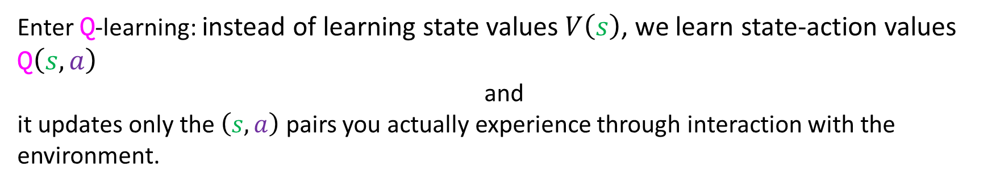 Enter Q-learning: instead of learning state values V(s), we learn state-action values
Q(s, a)
and
it updates only the (s, a) pairs you actually experience through interaction with the
environment.